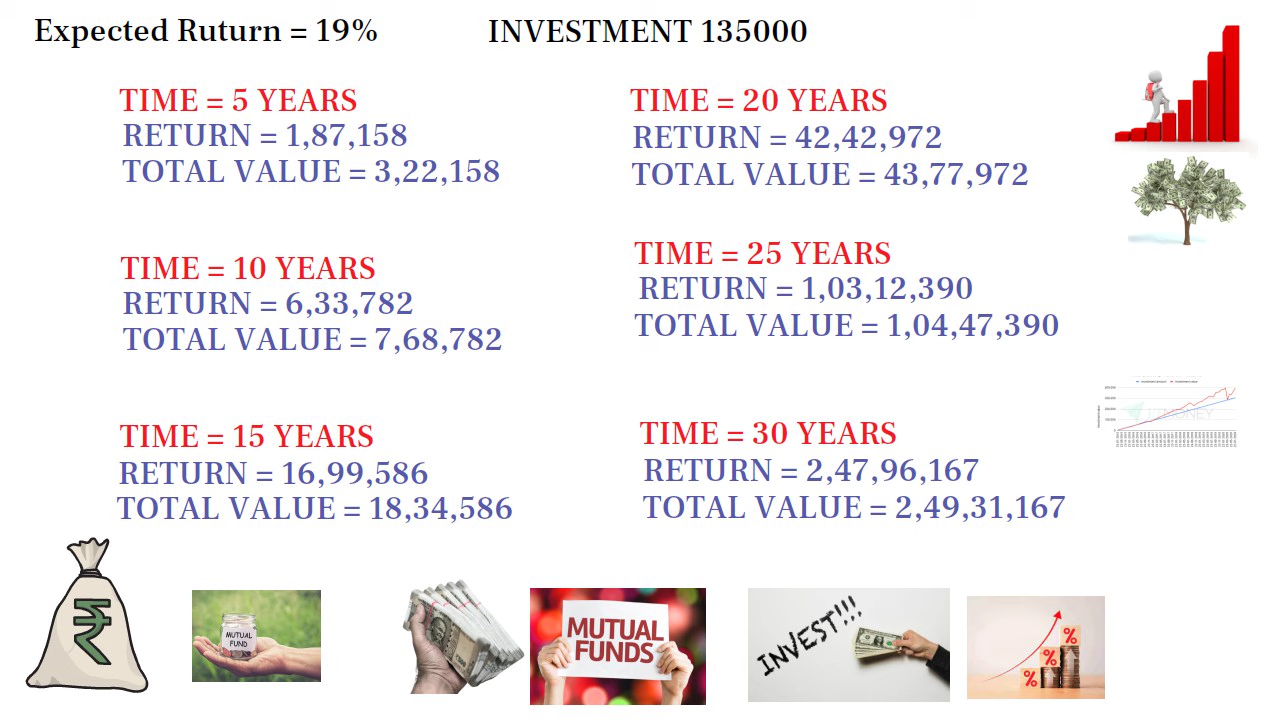 Expected Ruturn = 19%
INVESTMENT 135000
TIME = 5 YEARS
RETURN = 1,87,158
TOTAL VALUE = 3,22,158
TIME = 10 YEARS
RETURN = 6,33,782
TOTAL VALUE = 7,68,782
TIME = 15 YEARS
RETURN = 16,99,586
TOTAL VALUE = 18,34,586
TIME = 20 YEARS
RETURN = 42,42,972
TOTAL VALUE = 43,77,972
TIME = 25 YEARS
RETURN = 1,03,12,390
TOTAL VALUE = 1,04,47,390
TIME = 30 YEARS
RETURN = 2,47,96,167
TOTAL VALUE = 2,49,31,167
₹
MUTUAL
FUND
MUTUAL
FUNDS
INVEST!!!
%
%
%